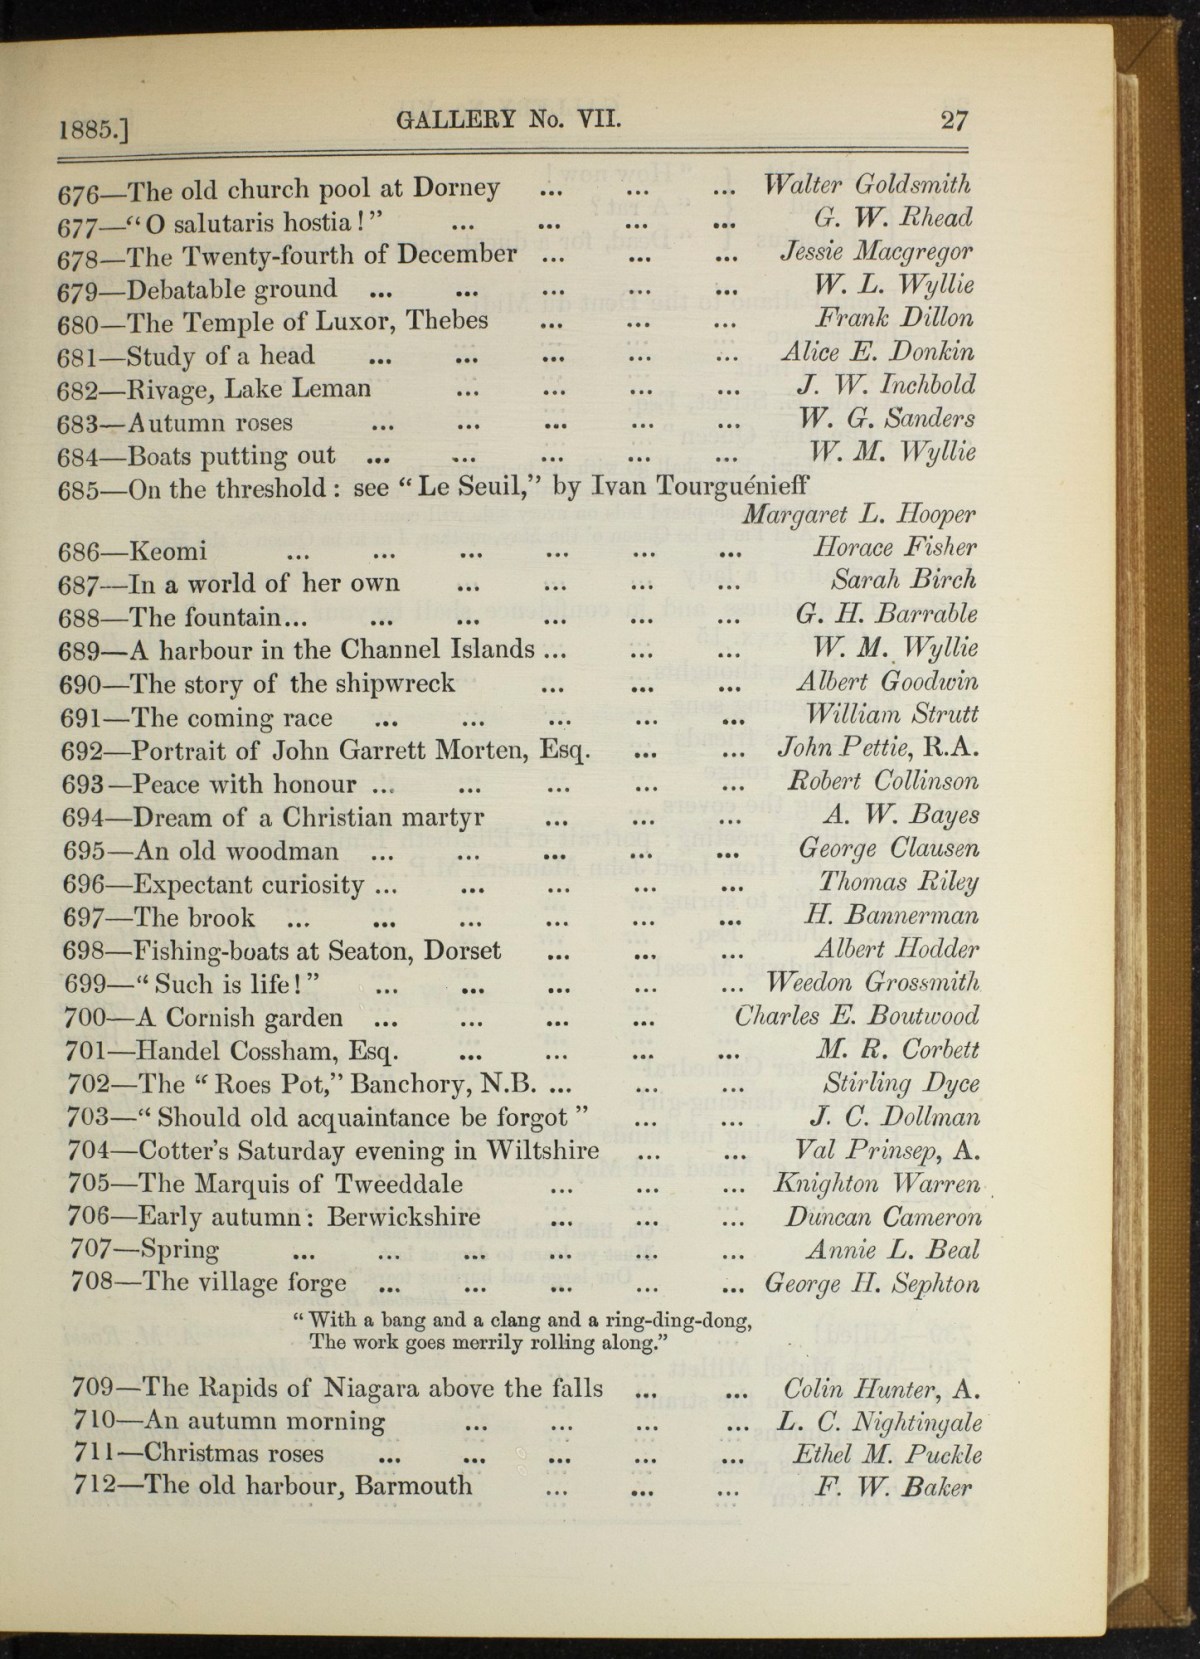 1885.] GALLERY No. VII. 27
676—The old church pool at Dorney ... ... ... Walter Goldsmith
677—“O salutaris hostia!” ... ... ... ... G. W. Rhead
678—The Twenty-fourth of December ... ... ... Jessie Macgregor
679—Debatable ground ... ... ... ... ... W. L. Wyllie
680—The Temple of Luxor, Thebes ... ... ... Frank Dillon
681—Study of a head ... ... ... ... ... Alice E. Donkin
682—Rivage, Lake Leman ... ... ... ... J. W. Inchbold
683—Autumn roses ... ... ... ... ... W. G. Sanders
684—Boats putting out ... ... ... ... ... W. M. Wyllie
685—On the threshold: see “Le Seuil,” by Ivan Tourguénieff
Margaret L. Hooper
686—Keomi ... ... ... ... ... ... Horace Fisher
687—In a world of her own ... ... ... ... Sarah Birch
688—The fountain... ... ... ... ... ... G. H. Barrable
689—A harbour in the Channel Islands ... ... ... W. M. Wyllie
690—The story of the shipwreck ... ... ... Albert Goodwin
691—The coming race ... ... ... ... ... William Strutt
692—Portrait of John Garrett Morten, Esq. ... ... John Pettie, R.A.
693—Peace with honour ... ... ... ... ... Robert Collinson
694—Dream of a Christian martyr ... ... ... A. W. Bayes
695—An old woodman ... ... ... ... ... George Clausen
696—Expectant curiosity ... ... ... ... ... Thomas Riley
697—The brook ... ... ... ... ... ... H. Bannerman
698—Fishing-boats at Seaton, Dorset ... ... ... Albert Hodder
699—“Such is life!” ... ... ... ... ... Weedon Grossmith
700—A Cornish garden ... ... ... ... Charles E. Boutwood
701—Handel Cossham, Esq. ... ... ... ... M. R. Corbett
702—The “Roes Pot,” Banchory, N.B. ... ... ... Stirling Dyce
703—“Should old acquaintance be forgot” ... ... J. C. Dollman
704—Cotter's Saturday evening in Wiltshire ... ... Val Prinsep, A.
705—The Marquis of Tweeddale ... ... ... Knighton Warren
706—Early autumn: Berwickshire ... ... ... Duncan Cameron
707—Spring ... ... ... ... ... ... Annie L. Beal
708—The village forge ... ... ... ... ... George H. Sephton
“With a bang and a clang and a ring-ding-dong,
The work goes merrily rolling along.”
709—The Rapids of Niagara above the falls ... ... Colin Hunter, A.
710—An autumn morning ... ... ... ... L. C. Nightingale
711—Christmas roses ... ... ... ... ... Ethel M. Puckle
712—The old harbour, Barmouth ... ... ... F. W. Baker